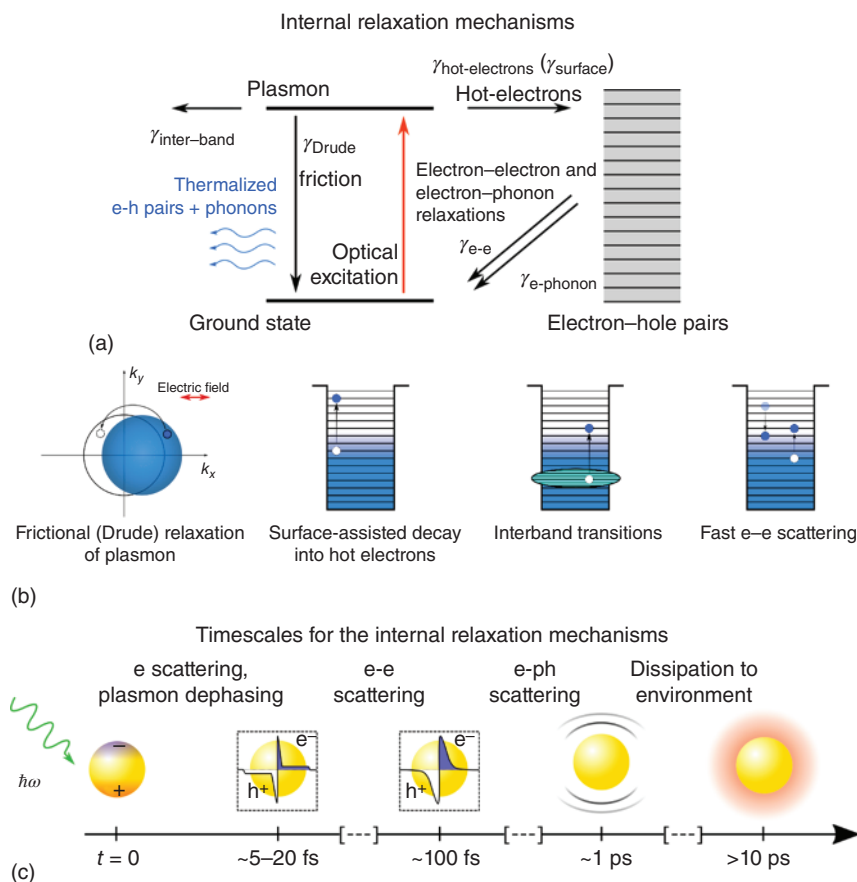 Internal relaxation mechanisms
γhot-electrons (γsurface)
Plasmon
Hot-electrons
γinter–band
γDrude
friction
Electron–electron and
electron–phonon
relaxations
Thermalized
e-h pairs + phonons
Optical
excitation
γe-e
γe-phonon
Ground state
Electron–hole pairs
(a)
ky
Electric field
kx
Frictional (Drude) relaxation
of plasmon
Surface-assisted decay
into hot electrons
Interband transitions
Fast e–e scattering
(b)
Timescales for the internal relaxation mechanisms
e scattering,
plasmon dephasing
e-e
scattering
e-ph
scattering
Dissipation to
environment
ħω
−
+
e−
h+
e−
h+
t = 0
~5–20 fs
~100 fs
~1 ps
>10 ps
(c)